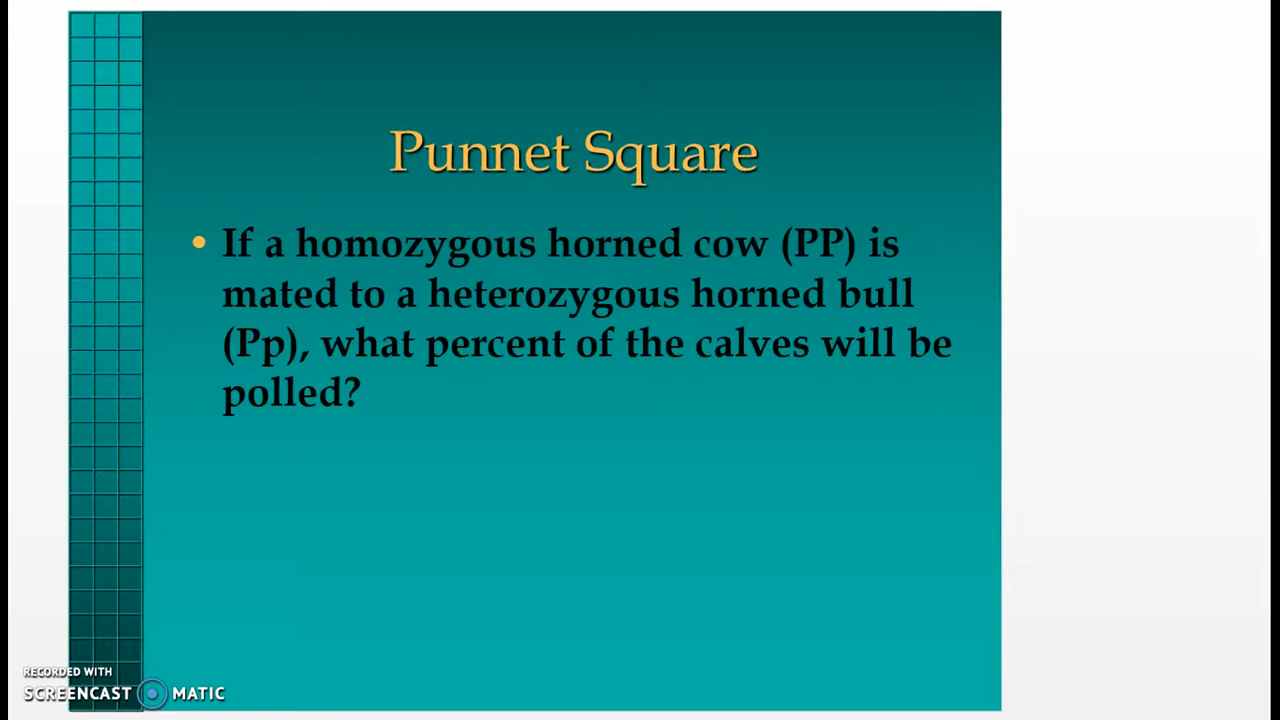 Punnet Square
• If a homozygous horned cow (PP) is
mated to a heterozygous horned bull
(Pp), what percent of the calves will be
polled?
RECORDED WITH
SCREENCAST MATIC